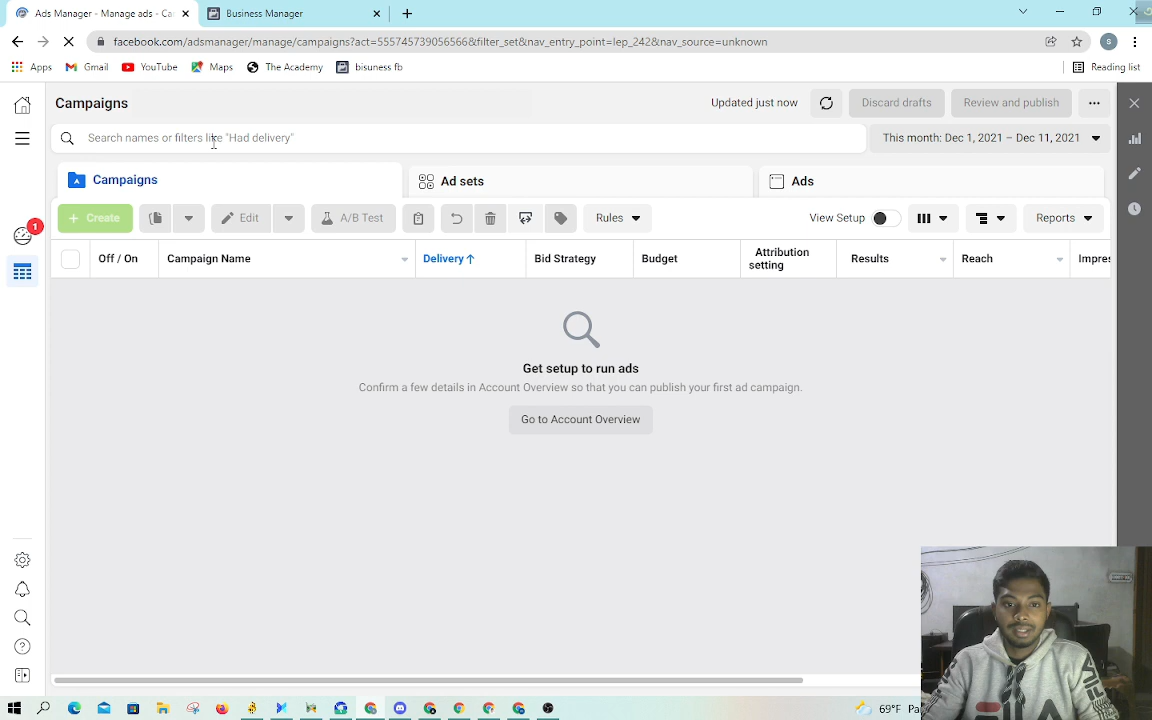 Ads Manager - Manage ads - Ca
Business Manager
facebook.com/adsmanager/manage/campaigns?act=555745739056566&filter_set&nav_entry_point=lep_242&nav_source=unknown
S
Apps
Gmail
YouTube
Maps
The Academy
bisuness fb
Reading list
Campaigns
Updated just now
Discard drafts
Review and publish
Search names or filters like "Had delivery"
This month: Dec 1, 2021 – Dec 11, 2021
Campaigns
Ad sets
Ads
+ Create
Edit
A/B Test
Rules
View Setup
Reports
1
Off / On
Campaign Name
Delivery ↑
Bid Strategy
Budget
Attribution
setting
Results
Reach
Impres
Get setup to run ads
Confirm a few details in Account Overview so that you can publish your first ad campaign.
Go to Account Overview
69°F Pa